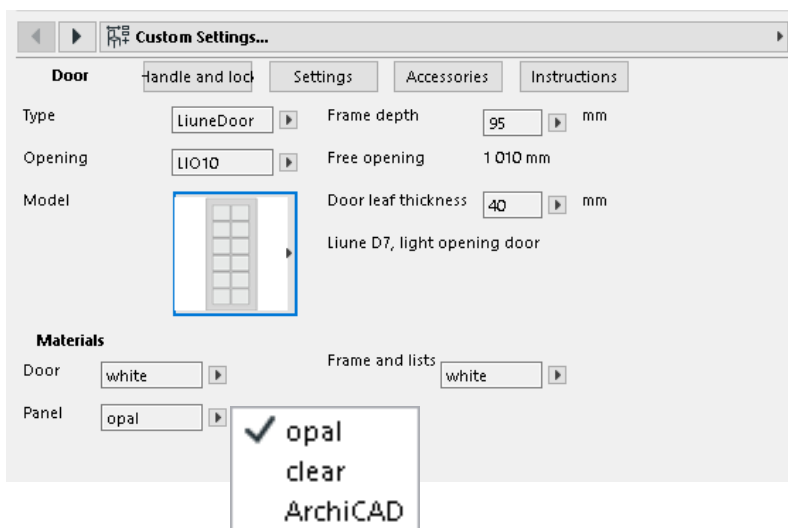 Custom Settings...
Door Handle and lock Settings Accessories Instructions
Type LiuneDoor Frame depth 95 mm
Opening LIO10 Free opening 1 010 mm
Model Door leaf thickness 40 mm
Liune D7, light opening door
Materials
Door white Frame and lists white
Panel opal
opal
clear
ArchiCAD